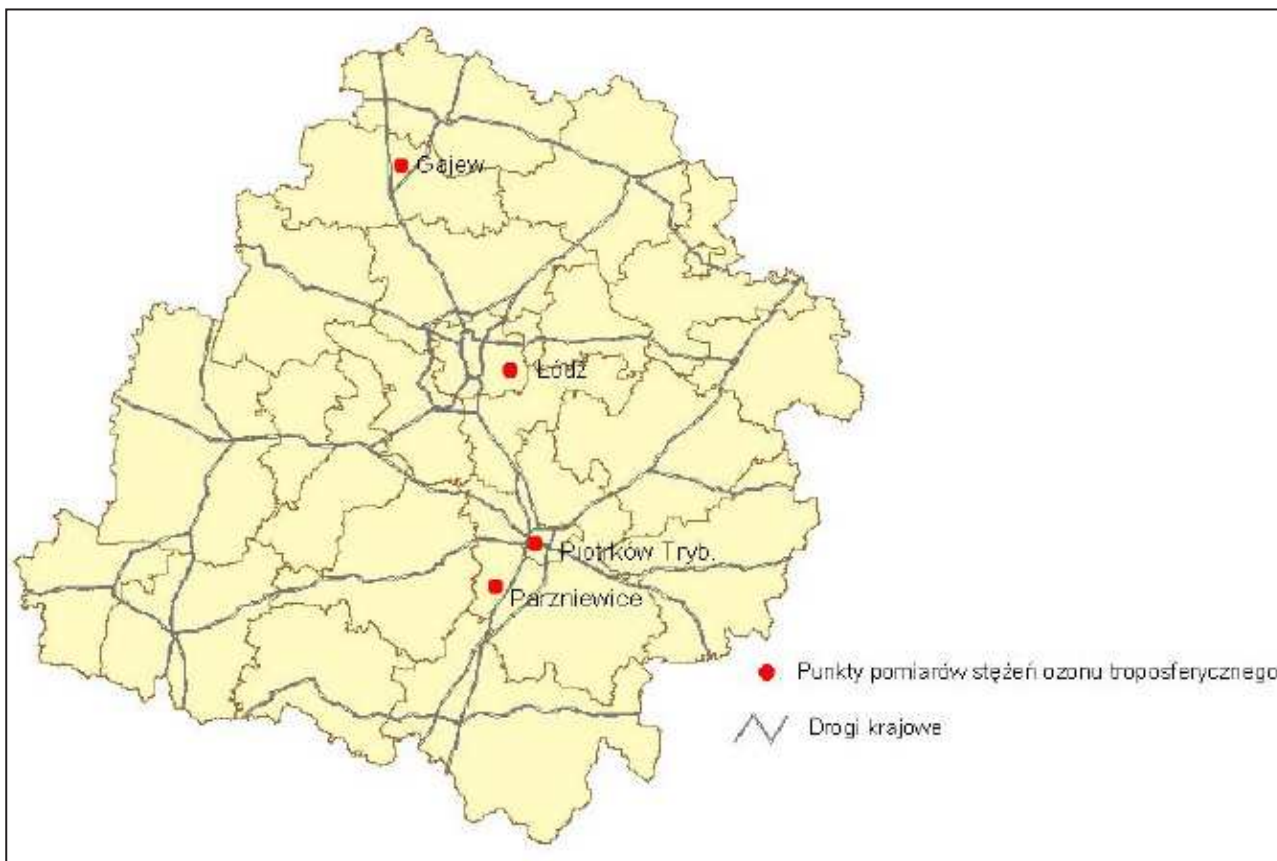 Gajew
Łódź
Piotrków Tryb.
Parzniewice
Punkty pomiarów stężeń ozonu troposferycznego
Drogi krajowe